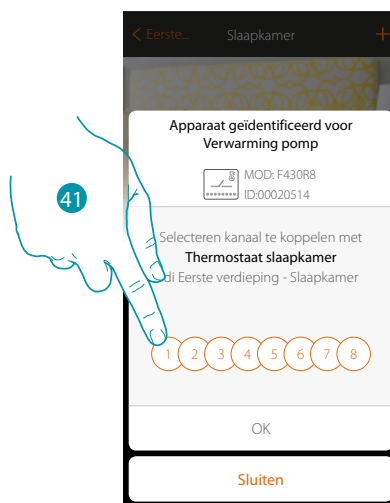 Eerste...
Slaapkamer
+
Apparaat geïdentificeerd voor
Verwarming pomp
MOD: F430R8
ID:00020514
41
Selecteren kanaal te koppelen met
Thermostaat slaapkamer
di Eerste verdieping - Slaapkamer
1 2 3 4 5 6 7 8
OK
Sluiten